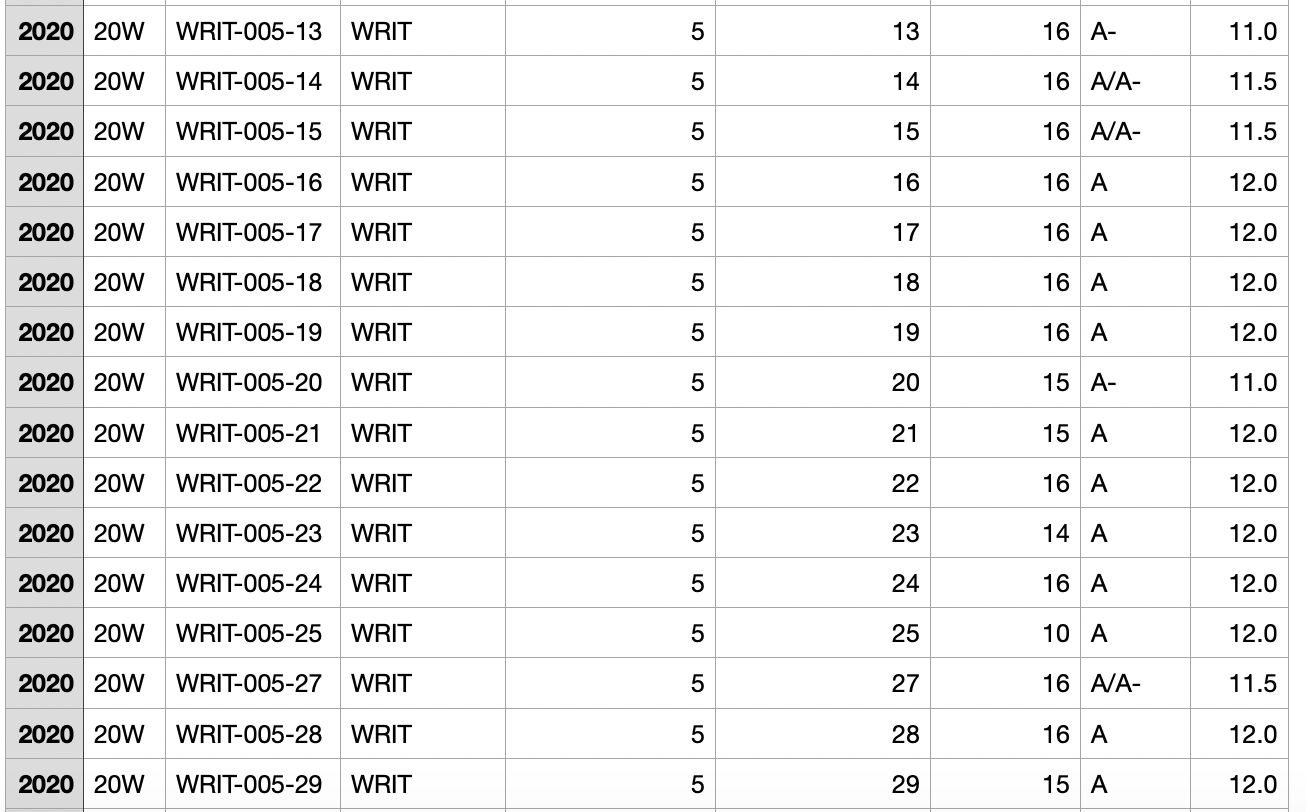 2020 20W WRIT-005-13 WRIT 5 13 16 A- 11.0
2020 20W WRIT-005-14 WRIT 5 14 16 A/A- 11.5
2020 20W WRIT-005-15 WRIT 5 15 16 A/A- 11.5
2020 20W WRIT-005-16 WRIT 5 16 16 A 12.0
2020 20W WRIT-005-17 WRIT 5 17 16 A 12.0
2020 20W WRIT-005-18 WRIT 5 18 16 A 12.0
2020 20W WRIT-005-19 WRIT 5 19 16 A 12.0
2020 20W WRIT-005-20 WRIT 5 20 15 A- 11.0
2020 20W WRIT-005-21 WRIT 5 21 15 A 12.0
2020 20W WRIT-005-22 WRIT 5 22 16 A 12.0
2020 20W WRIT-005-23 WRIT 5 23 14 A 12.0
2020 20W WRIT-005-24 WRIT 5 24 16 A 12.0
2020 20W WRIT-005-25 WRIT 5 25 10 A 12.0
2020 20W WRIT-005-27 WRIT 5 27 16 A/A- 11.5
2020 20W WRIT-005-28 WRIT 5 28 16 A 12.0
2020 20W WRIT-005-29 WRIT 5 29 15 A 12.0